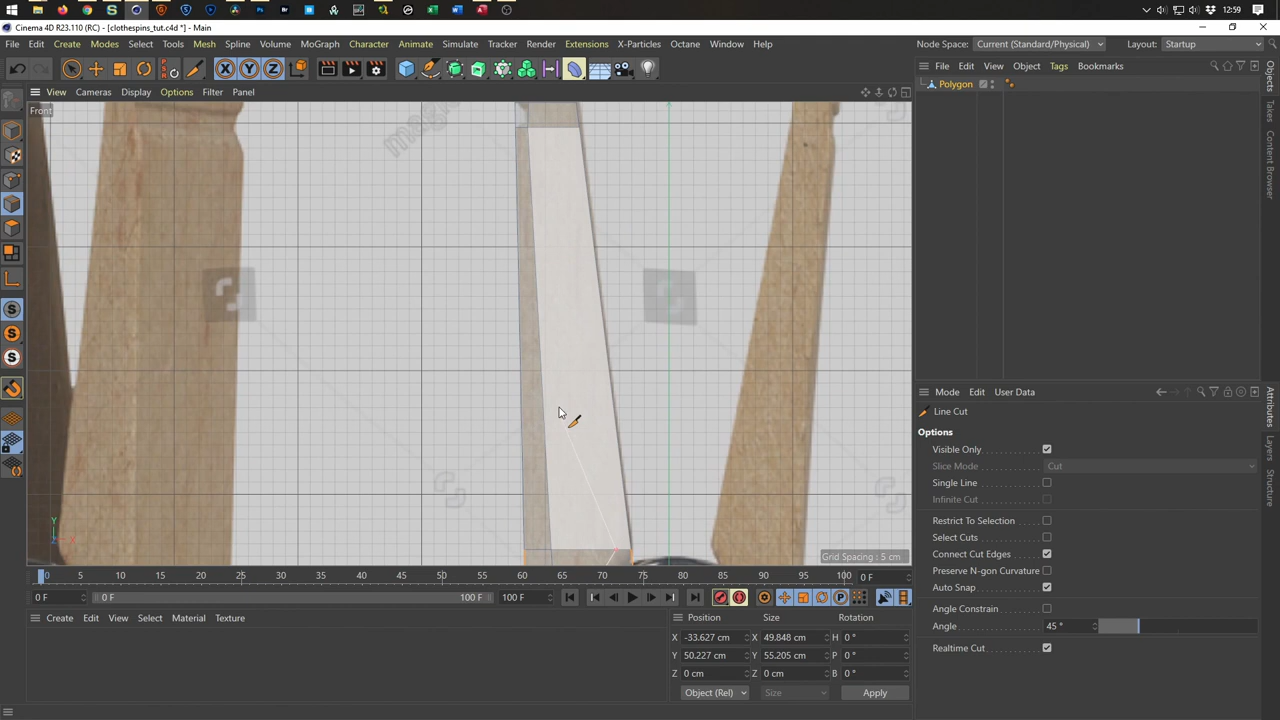 12:59
Cinema 4D R23.110 (RC) - [clothespins_tut.c4d *] - Main
File Edit Create Modes Select Tools Mesh Spline Volume MoGraph Character Animate Simulate Tracker Render Extensions X-Particles Octane Window Help Node Space: Current (Standard/Physical) Layout: Startup
X Y Z
View Cameras Display Options Filter Panel
File Edit View Object Tags Bookmarks
Front
Polygon
Objects
Takes
Content Browser
Mode Edit User Data
Line Cut
Options
Visible Only
Slice Mode Cut
Single Line
Infinite Cut
Restrict To Selection
Select Cuts
Connect Cut Edges
Preserve N-gon Curvature
Auto Snap
Angle Constrain
Angle 45 °
Realtime Cut
Attributes
Layers
Structure
Y
Z X
Grid Spacing : 5 cm
0 5 10 15 20 25 30 35 40 45 50 55 60 65 70 75 80 85 90 95 100 0 F
0 F 0 F 100 F 100 F
Create Edit View Select Material Texture
Position Size Rotation
X -33.627 cm X 49.848 cm H 0 °
Y 50.227 cm Y 55.205 cm P 0 °
Z 0 cm Z 0 cm B 0 °
Object (Rel) Size Apply